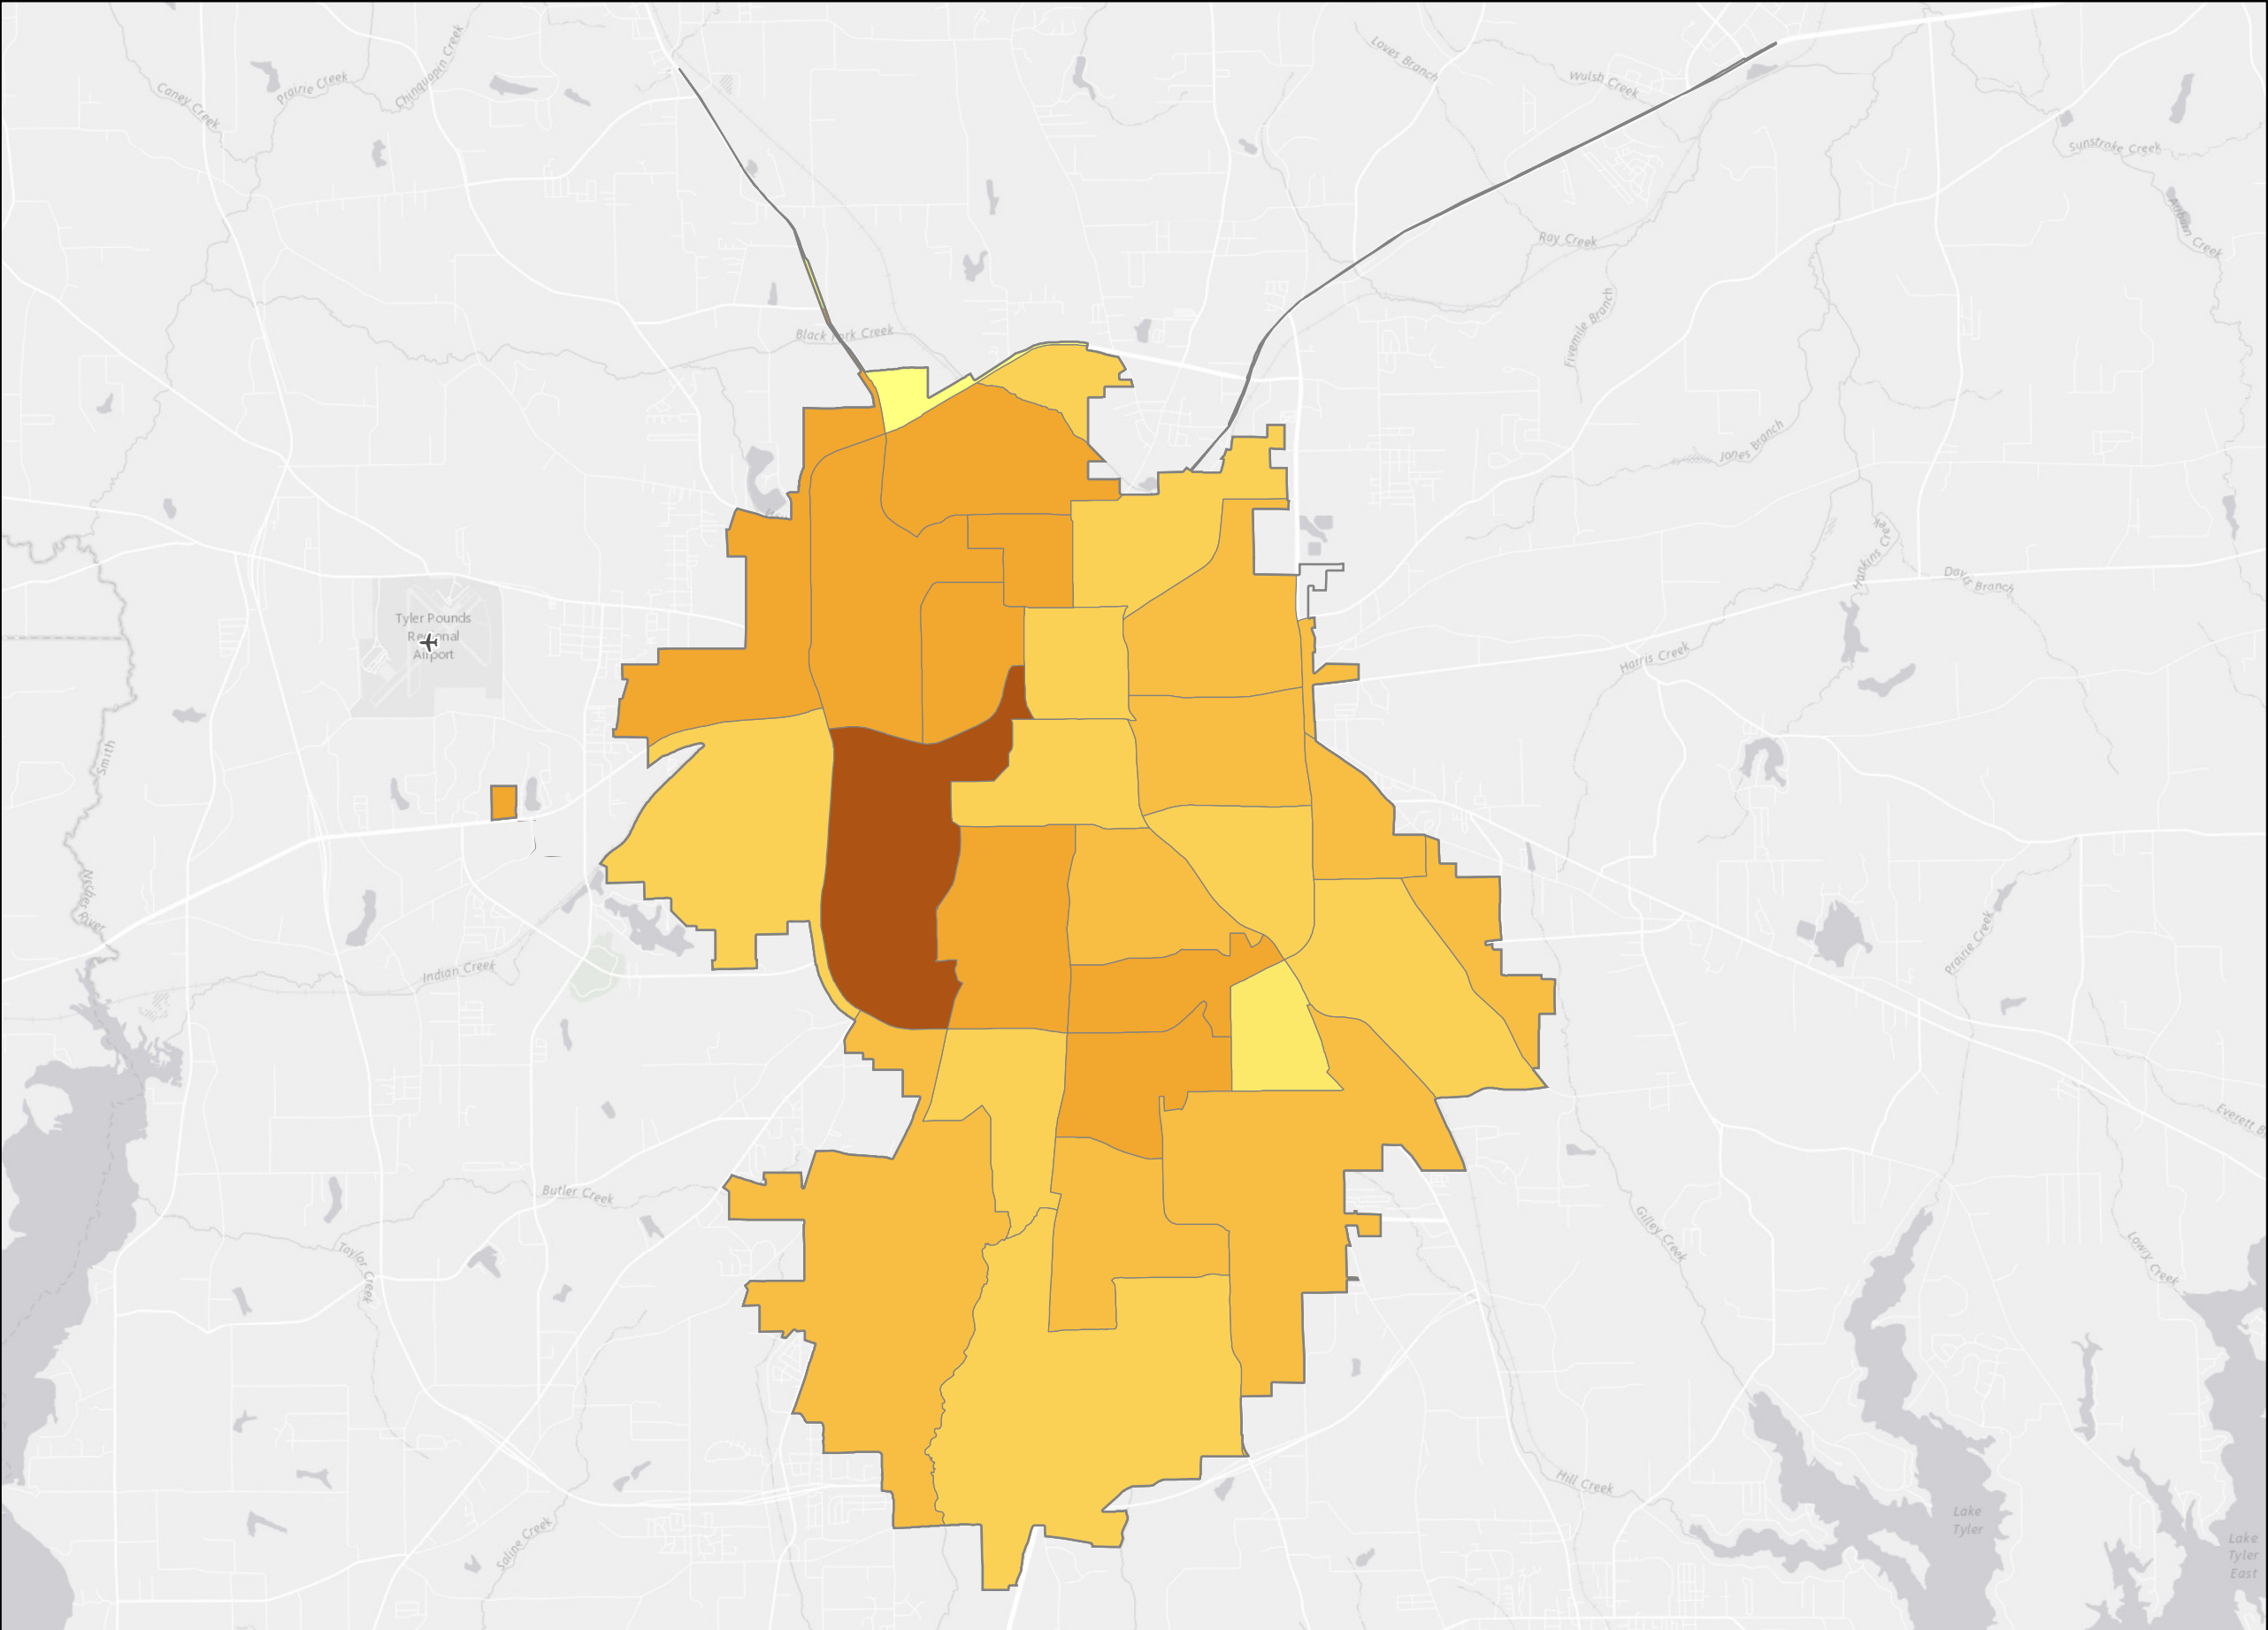 Caney Creek
Prairie Creek
Chinquapin Creek
Loves Branch
Wulsh Creek
Sunstroke Creek
Ray Creek
Fivemile Branch
Black Fork Creek
Jones Branch
Hankins Creek
Davis Branch
Tyler Pounds
Regional
Airport
Harris Creek
Smith
Neches
River
Indian Creek
Prairie Creek
Butler Creek
Taylor Creek
Gilley Creek
Lowry Creek
Everett B
Saline Creek
Hill Creek
Lake
Tyler
Lake
Tyler
East